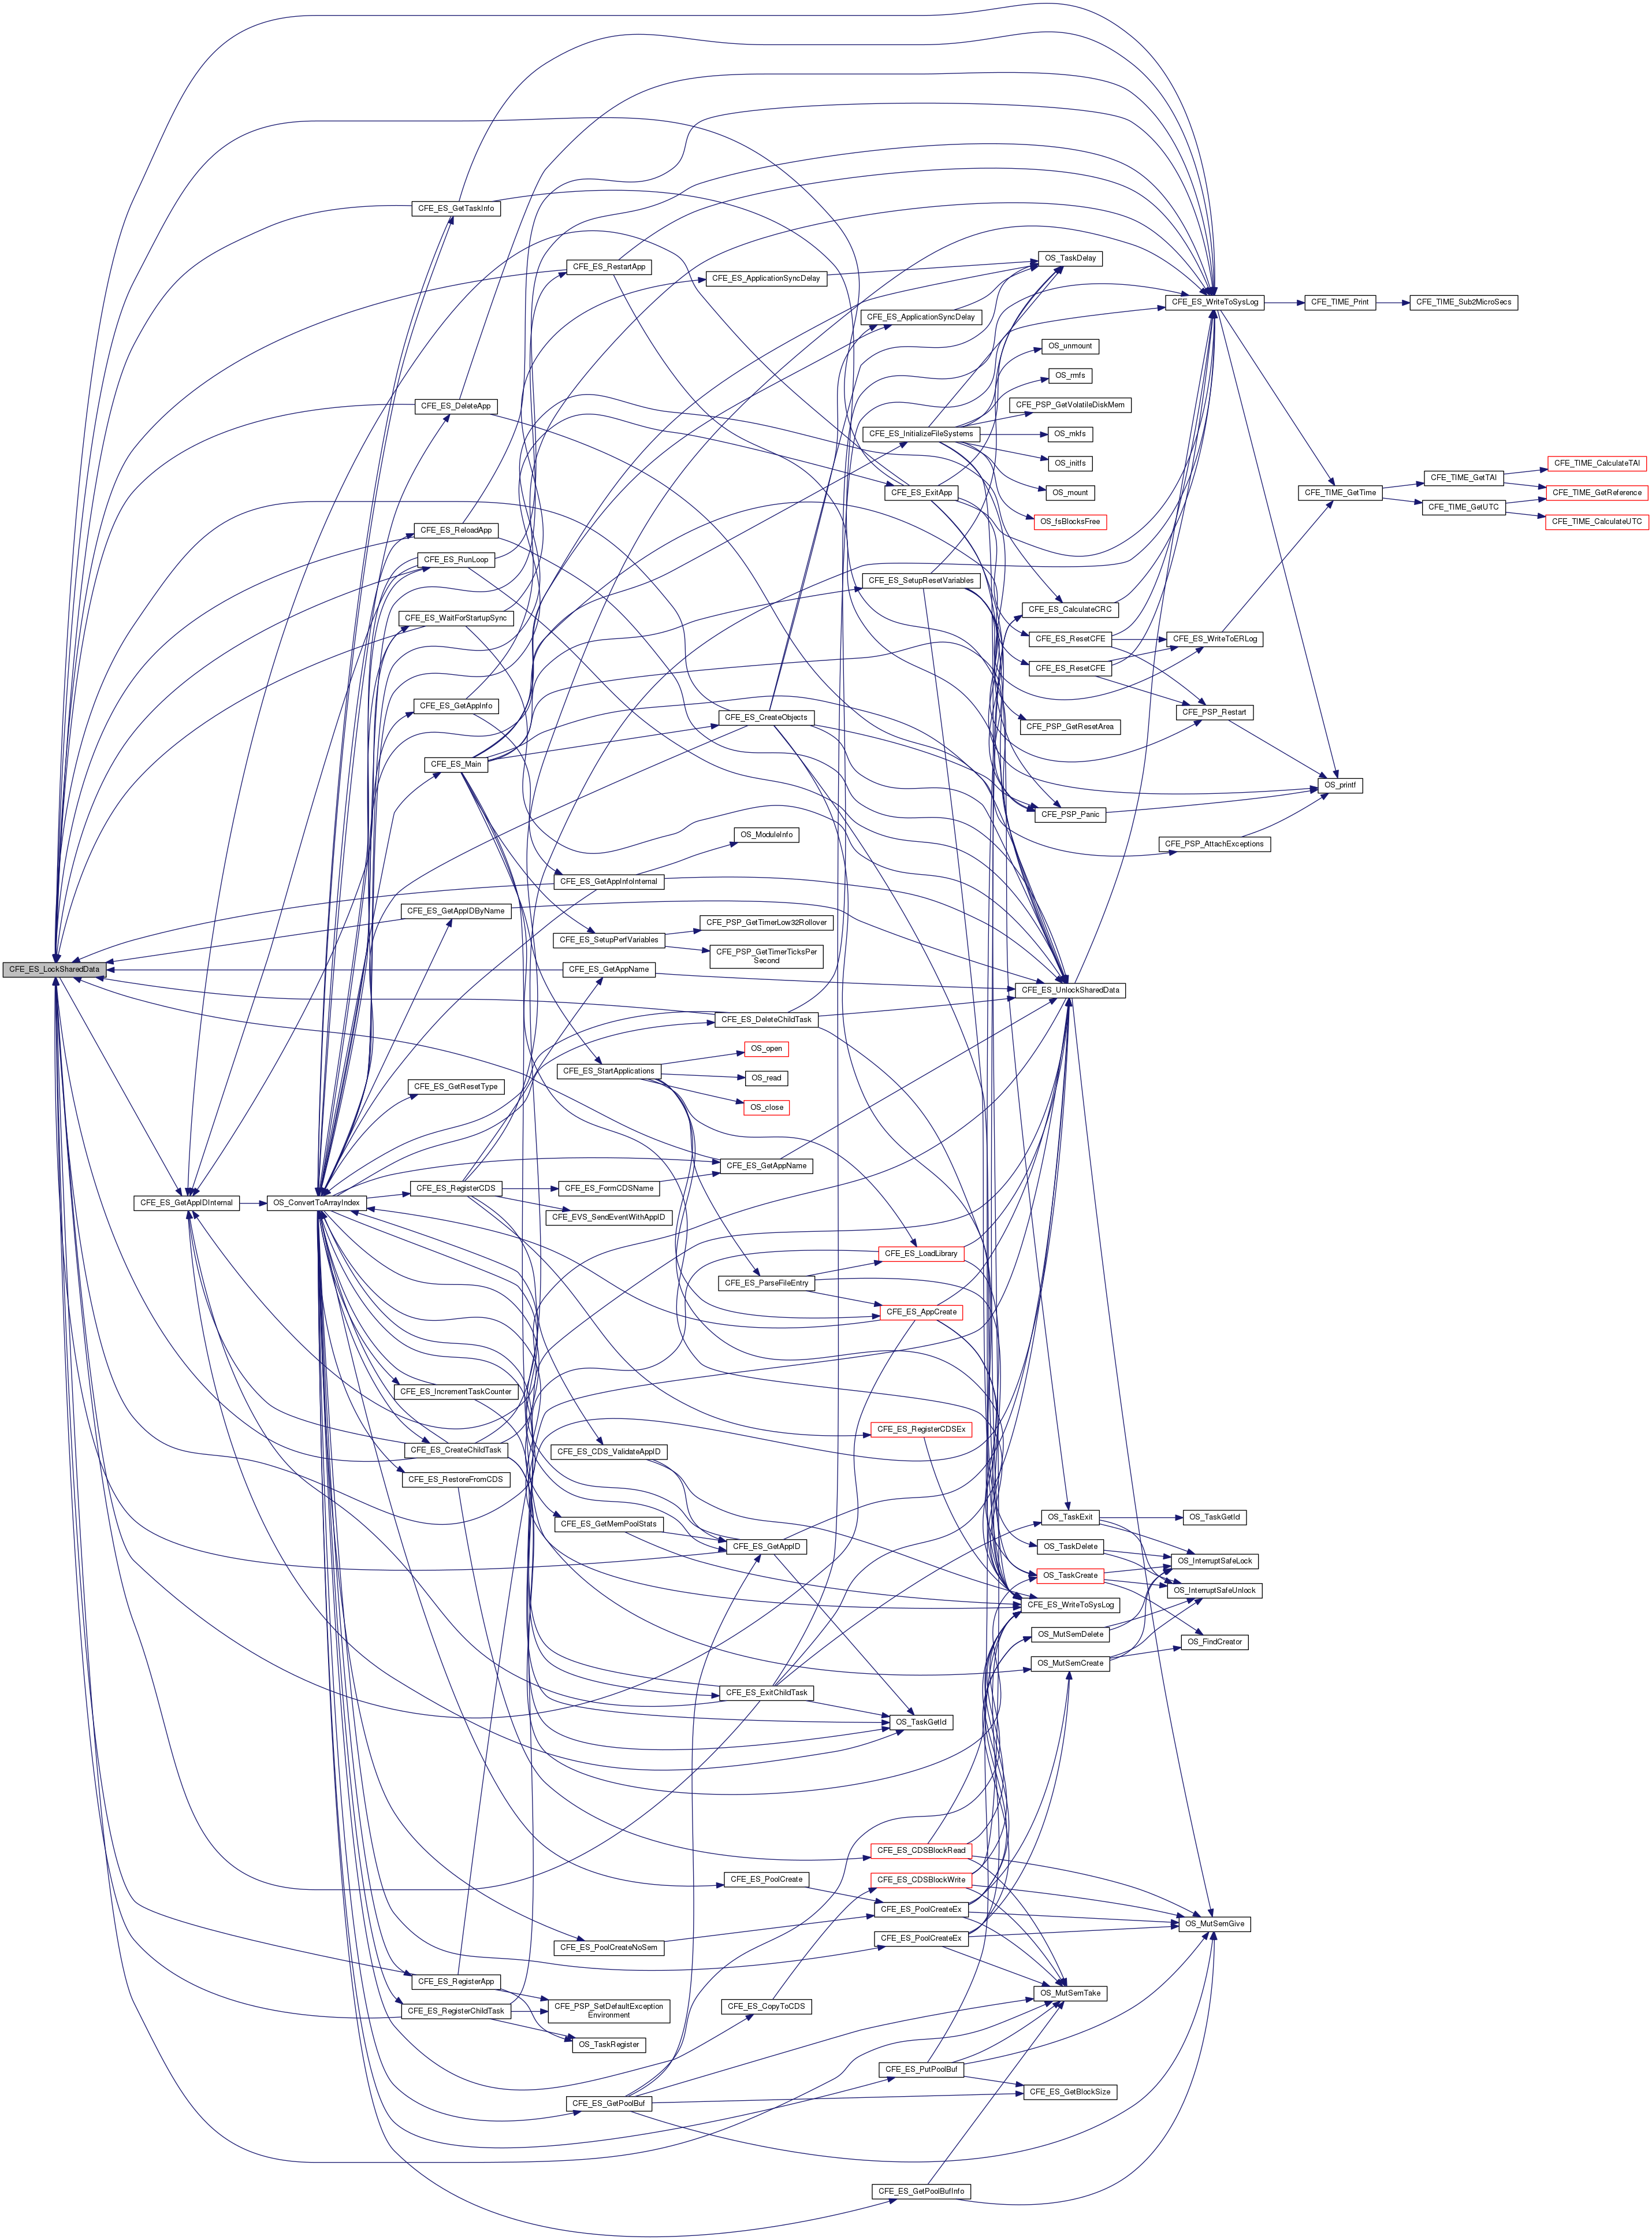 CFE_ES_GetTaskInfo
OS_TaskDelay
CFE_ES_RestartApp
CFE_ES_ApplicationSyncDelay
CFE_ES_WriteToSysLog
CFE_TIME_Print
CFE_TIME_Sub2MicroSecs
CFE_ES_ApplicationSyncDelay
OS_unmount
OS_rmfs
CFE_ES_DeleteApp
CFE_PSP_GetVolatileDiskMem
CFE_ES_InitializeFileSystems
OS_mkfs
OS_initfs
CFE_TIME_CalculateTAI
CFE_TIME_GetTAI
CFE_ES_ExitApp
OS_mount
CFE_TIME_GetTime
CFE_TIME_GetReference
CFE_TIME_GetUTC
OS_fsBlocksFree
CFE_TIME_CalculateUTC
CFE_ES_ReloadApp
CFE_ES_RunLoop
CFE_ES_SetupResetVariables
CFE_ES_CalculateCRC
CFE_ES_WaitForStartupSync
CFE_ES_ResetCFE
CFE_ES_WriteToERLog
CFE_ES_ResetCFE
CFE_ES_GetAppInfo
CFE_PSP_Restart
CFE_ES_CreateObjects
CFE_PSP_GetResetArea
CFE_ES_Main
OS_printf
CFE_PSP_Panic
OS_ModuleInfo
CFE_PSP_AttachExceptions
CFE_ES_GetAppInfoInternal
CFE_ES_GetAppIDByName
CFE_PSP_GetTimerLow32Rollover
CFE_ES_SetupPerfVariables
CFE_PSP_GetTimerTicksPer
Second
CFE_ES_LockSharedData
CFE_ES_GetAppName
CFE_ES_UnlockSharedData
CFE_ES_DeleteChildTask
OS_open
CFE_ES_StartApplications
OS_read
CFE_ES_GetResetType
OS_close
CFE_ES_GetAppName
CFE_ES_RegisterCDS
CFE_ES_FormCDSName
CFE_ES_GetAppIDInternal
OS_ConvertToArrayIndex
CFE_EVS_SendEventWithAppID
CFE_ES_LoadLibrary
CFE_ES_ParseFileEntry
CFE_ES_AppCreate
CFE_ES_IncrementTaskCounter
CFE_ES_RegisterCDSEx
CFE_ES_CreateChildTask
CFE_ES_CDS_ValidateAppID
CFE_ES_RestoreFromCDS
OS_TaskExit
OS_TaskGetId
CFE_ES_GetMemPoolStats
CFE_ES_GetAppID
OS_TaskDelete
OS_InterruptSafeLock
OS_TaskCreate
OS_InterruptSafeUnlock
CFE_ES_WriteToSysLog
OS_MutSemDelete
OS_FindCreator
OS_MutSemCreate
CFE_ES_ExitChildTask
OS_TaskGetId
CFE_ES_CDSBlockRead
CFE_ES_PoolCreate
CFE_ES_CDSBlockWrite
CFE_ES_PoolCreateEx
OS_MutSemGive
CFE_ES_PoolCreateNoSem
CFE_ES_PoolCreateEx
CFE_ES_RegisterApp
OS_MutSemTake
CFE_ES_RegisterChildTask
CFE_PSP_SetDefaultException
Environment
CFE_ES_CopyToCDS
OS_TaskRegister
CFE_ES_PutPoolBuf
CFE_ES_GetPoolBuf
CFE_ES_GetBlockSize
CFE_ES_GetPoolBufInfo